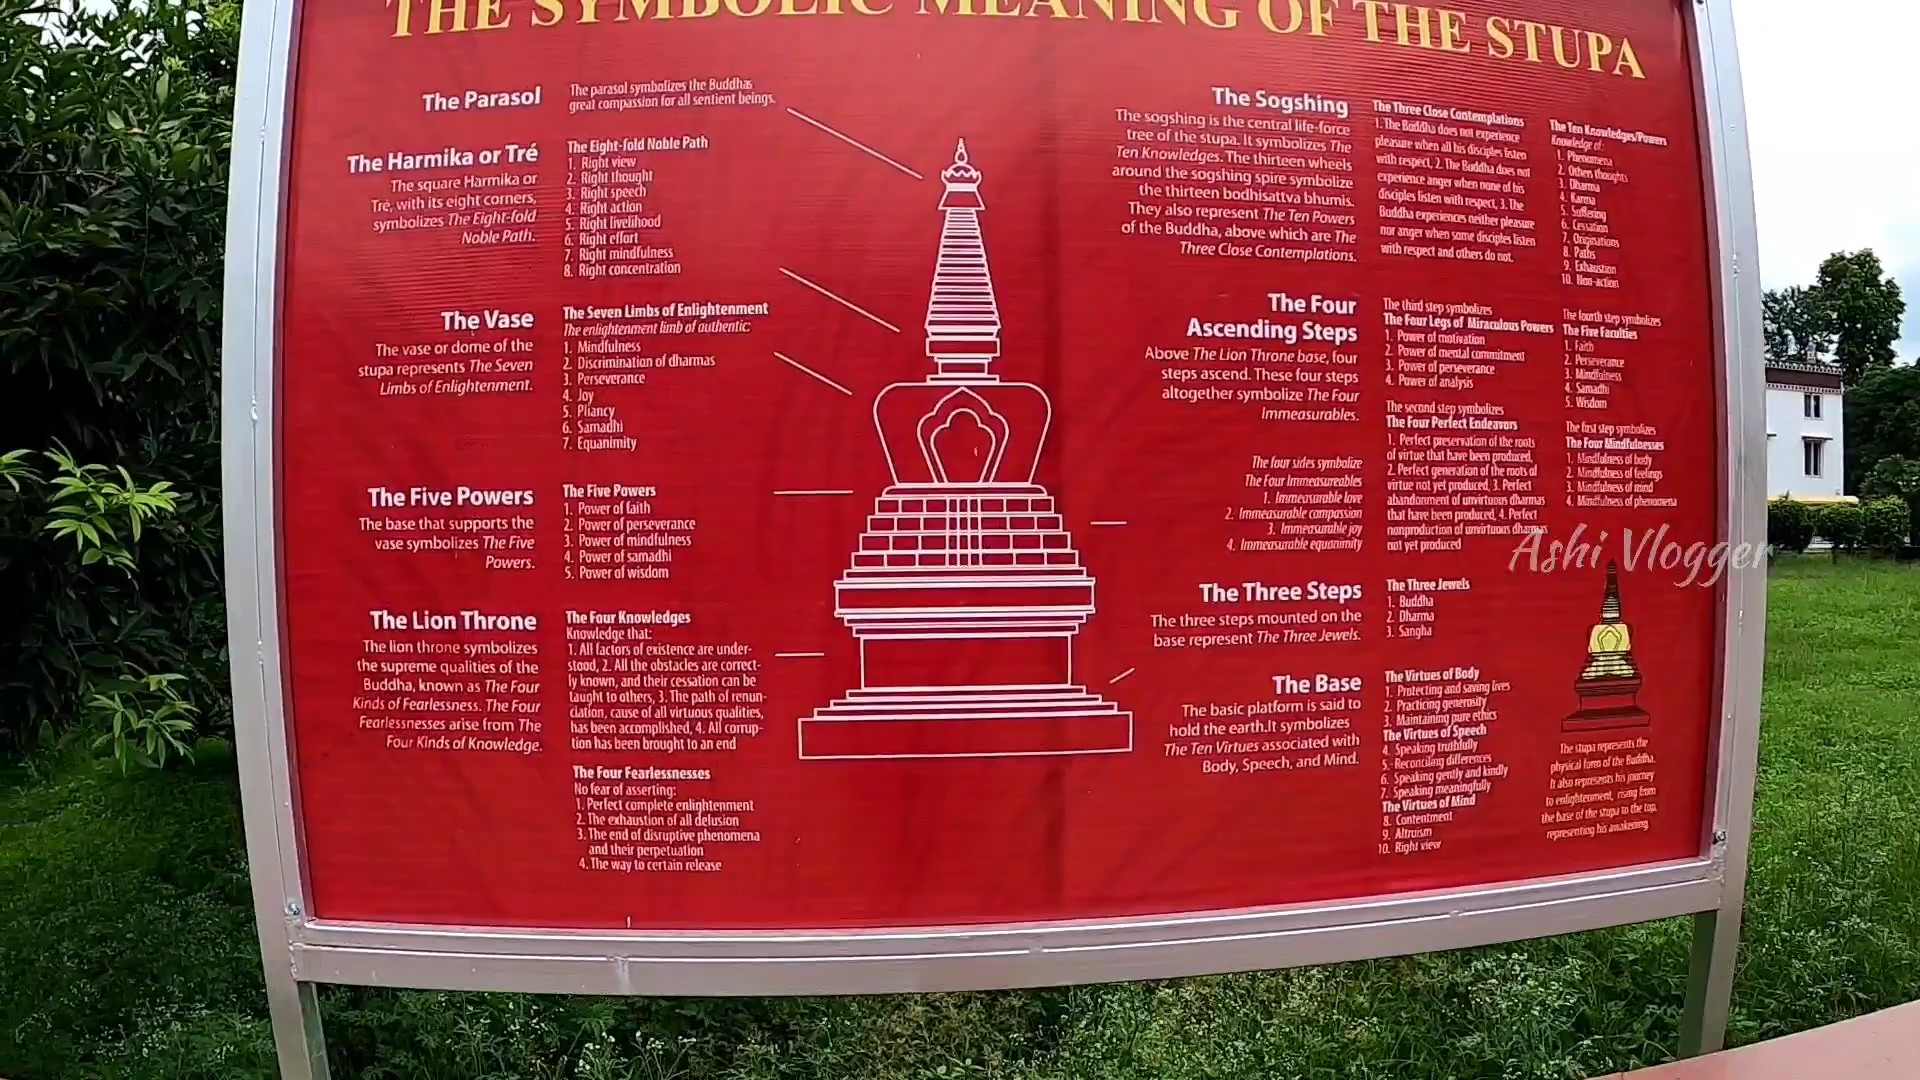 THE SYMBOLIC MEANING OF THE STUPA
The Parasol
The parasol symbolizes the Buddhas
great compassion for all sentient beings.
The Harmika or Tré
The square Harmika or
Tré, with its eight corners,
symbolizes The Eight-fold
Noble Path.
The Eight-fold Noble Path
1. Right view
2. Right thought
3. Right speech
4. Right action
5. Right livelihood
6. Right effort
7. Right mindfulness
8. Right concentration
The Vase
The vase or dome of the
stupa represents The Seven
Limbs of Enlightenment.
The Seven Limbs of Enlightenment
The enlightenment limb of authentic:
1. Mindfulness
2. Discrimination of dharmas
3. Perseverance
4. Joy
5. Pliancy
6. Samadhi
7. Equanimity
The Five Powers
The base that supports the
vase symbolizes The Five
Powers.
The Five Powers
1. Power of faith
2. Power of perseverance
3. Power of mindfulness
4. Power of samadhi
5. Power of wisdom
The Lion Throne
The lion throne symbolizes
the supreme qualities of the
Buddha, known as The Four
Kinds of Fearlessness. The Four
Fearlessnesses arise from The
Four Kinds of Knowledge.
The Four Knowledges
Knowledge that:
1. All factors of existence are under-
stood, 2. All the obstacles are correct-
ly known, and their cessation can be
taught to others, 3. The path of renun-
ciation, cause of all virtuous qualities,
has been accomplished, 4. All corrup-
tion has been brought to an end
The Four Fearlessnesses
No fear of asserting:
1. Perfect complete enlightenment
2. The exhaustion of all delusion
3. The end of disruptive phenomena
and their perpetuation
4. The way to certain release
The Sogshing
The sogshing is the central life-force
tree of the stupa. It symbolizes The
Ten Knowledges. The thirteen wheels
around the sogshing spire symbolize
the thirteen bodhisattva bhumis.
They also represent The Ten Powers
of the Buddha, above which are The
Three Close Contemplations.
The Three Close Contemplations
1. The Buddha does not experience
pleasure when all his disciples listen
with respect, 2. The Buddha does not
experience anger when none of his
disciples listen with respect, 3. The
Buddha experiences neither pleasure
nor anger when some disciples listen
with respect and others do not.
The Ten Knowledges/Powers
Knowledge of:
1. Phenomena
2. Others thoughts
3. Dharma
4. Karma
5. Suffering
6. Cessation
7. Originations
8. Paths
9. Exhaustion
10. Non-action
The Four
Ascending Steps
Above The Lion Throne base, four
steps ascend. These four steps
altogether symbolize The Four
Immeasurables.
The four sides symbolize
The Four Immeasureables
1. Immeasurable love
2. Immeasurable compassion
3. Immeasurable joy
4. Immeasurable equanimity
The third step symbolizes
The Four Legs of Miraculous Powers
1. Power of motivation
2. Power of mental commitment
3. Power of perseverance
4. Power of analysis
The second step symbolizes
The Four Perfect Endeavors
1. Perfect preservation of the roots
of virtue that have been produced,
2. Perfect generation of the roots of
virtue not yet produced, 3. Perfect
abandonment of unvirtuous dharmas
that have been produced, 4. Perfect
nonproduction of unvirtuous dharmas
not yet produced
The fourth step symbolizes
The Five Faculties
1. Faith
2. Perseverance
3. Mindfulness
4. Samadhi
5. Wisdom
The first step symbolizes
The Four Mindfulnesses
1. Mindfulness of body
2. Mindfulness of feelings
3. Mindfulness of mind
4. Mindfulness of phenomena
Ashi Vlogger
The Three Steps
The three steps mounted on the
base represent The Three Jewels.
The Three Jewels
1. Buddha
2. Dharma
3. Sangha
The Base
The basic platform is said to
hold the earth.It symbolizes
The Ten Virtues associated with
Body, Speech, and Mind.
The Virtues of Body
1. Protecting and saving lives
2. Practicing generosity
3. Maintaining pure ethics
The Virtues of Speech
4. Speaking truthfully
5. Reconciling differences
6. Speaking gently and kindly
7. Speaking meaningfully
The Virtues of Mind
8. Contentment
9. Altruism
10. Right view
The stupa represents the
physical form of the Buddha.
It also represents his journey
to enlightenment, rising from
the base of the stupa to the top,
representing his awakening.